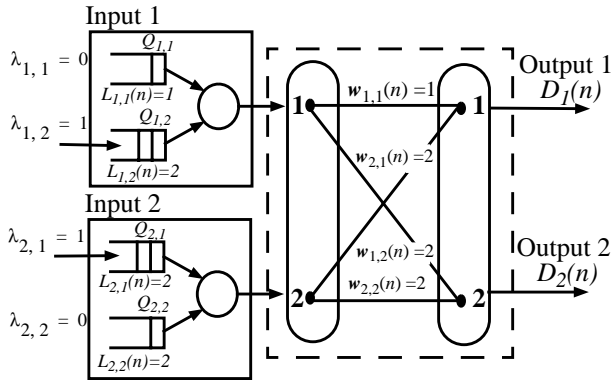 Input 1
λ1,1 = 0
Q1,1
L1,1(n)=1
λ1,2 = 1
Q1,2
L1,2(n)=2
Input 2
λ2,1 = 1
Q2,1
L2,1(n)=2
λ2,2 = 0
Q2,2
L2,2(n)=2
1
2
w1,1(n)=1
w2,1(n)=2
w1,2(n)=2
w2,2(n)=2
1
2
Output 1
D1(n)
Output 2
D2(n)